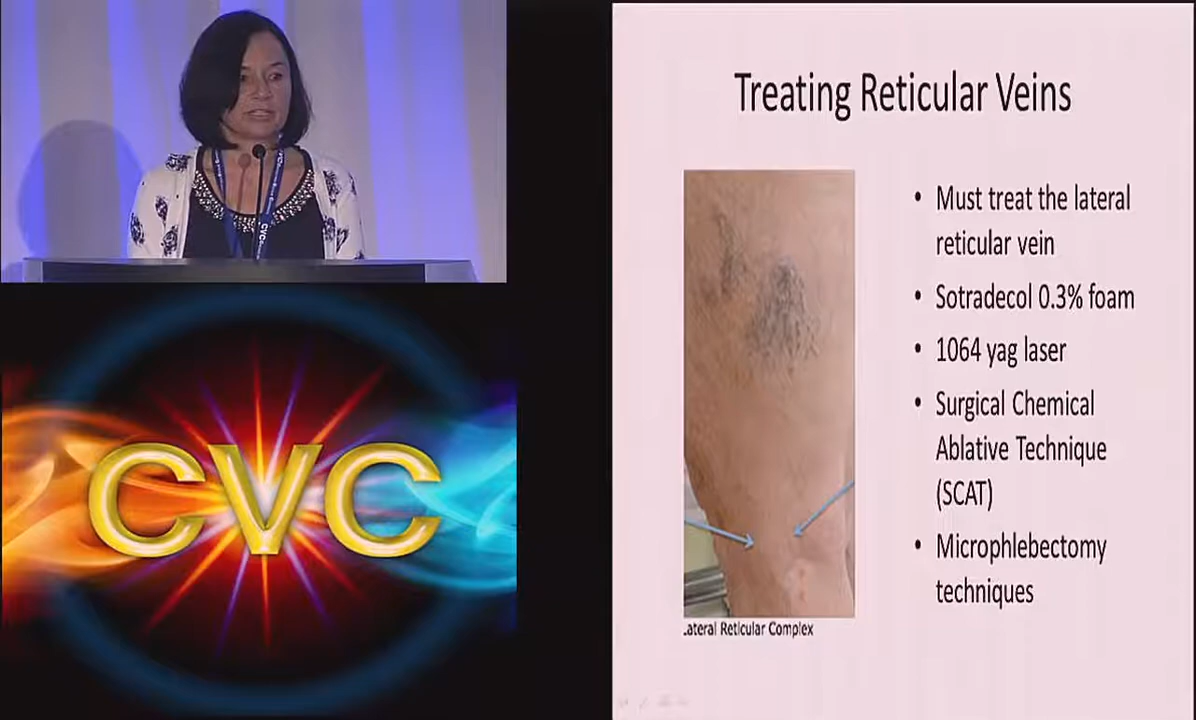 Treating Reticular Veins
• Must treat the lateral
reticular vein
• Sotradecol 0.3% foam
• 1064 yag laser
• Surgical Chemical
Ablative Technique
(SCAT)
• Microphlebectomy
techniques
.ateral Reticular Complex
CVC
CVC